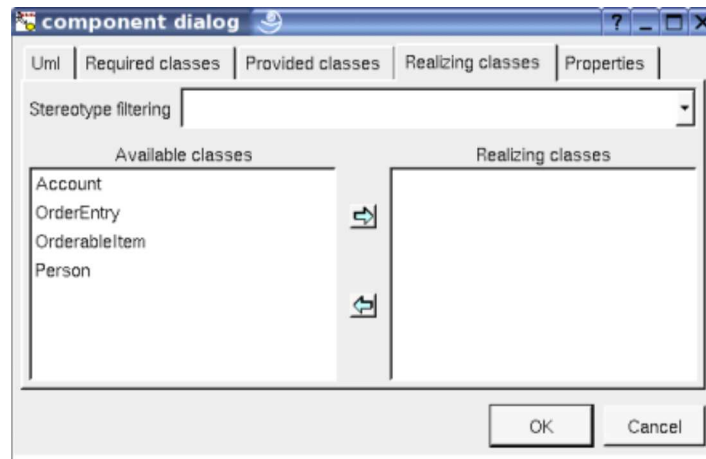 component dialog
Uml Required classes Provided classes Realizing classes Properties
Stereotype filtering
Available classes Realizing classes
Account
OrderEntry
OrderableItem
Person
OK Cancel